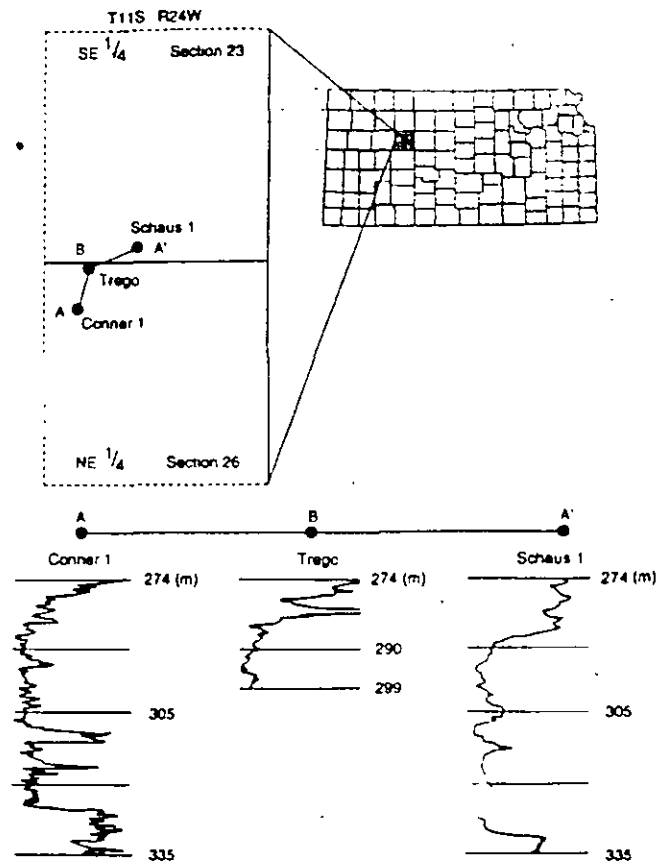 T11S R24W
SE 1/4 Section 23
Schaus 1
B A'
Trego
A
Conner 1
NE 1/4 Section 26
A B A'
Conner 1 Trego Schaus 1
274 (m) 274 (m) 274 (m)
290
299
305 305
335 335